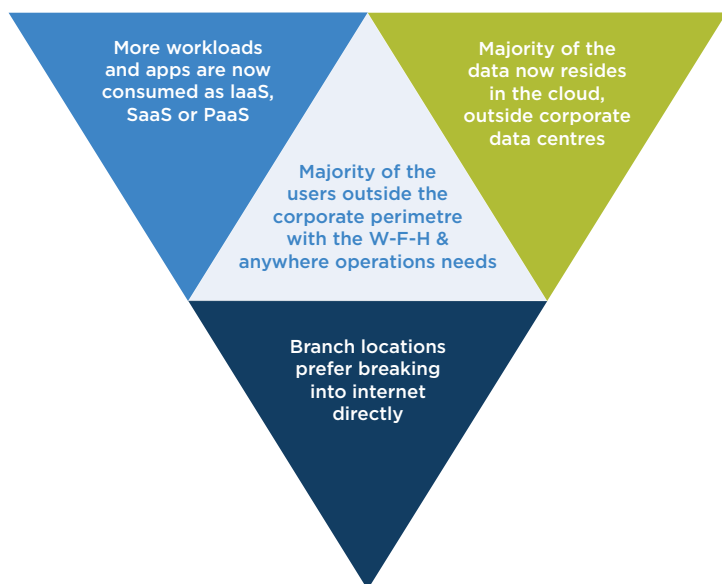 More workloads
and apps are now
consumed as IaaS,
SaaS or PaaS
Majority of the
data now resides
in the cloud,
outside corporate
data centres
Majority of the
users outside the
corporate perimetre
with the W-F-H &
anywhere operations needs
Branch locations
prefer breaking
into internet
directly